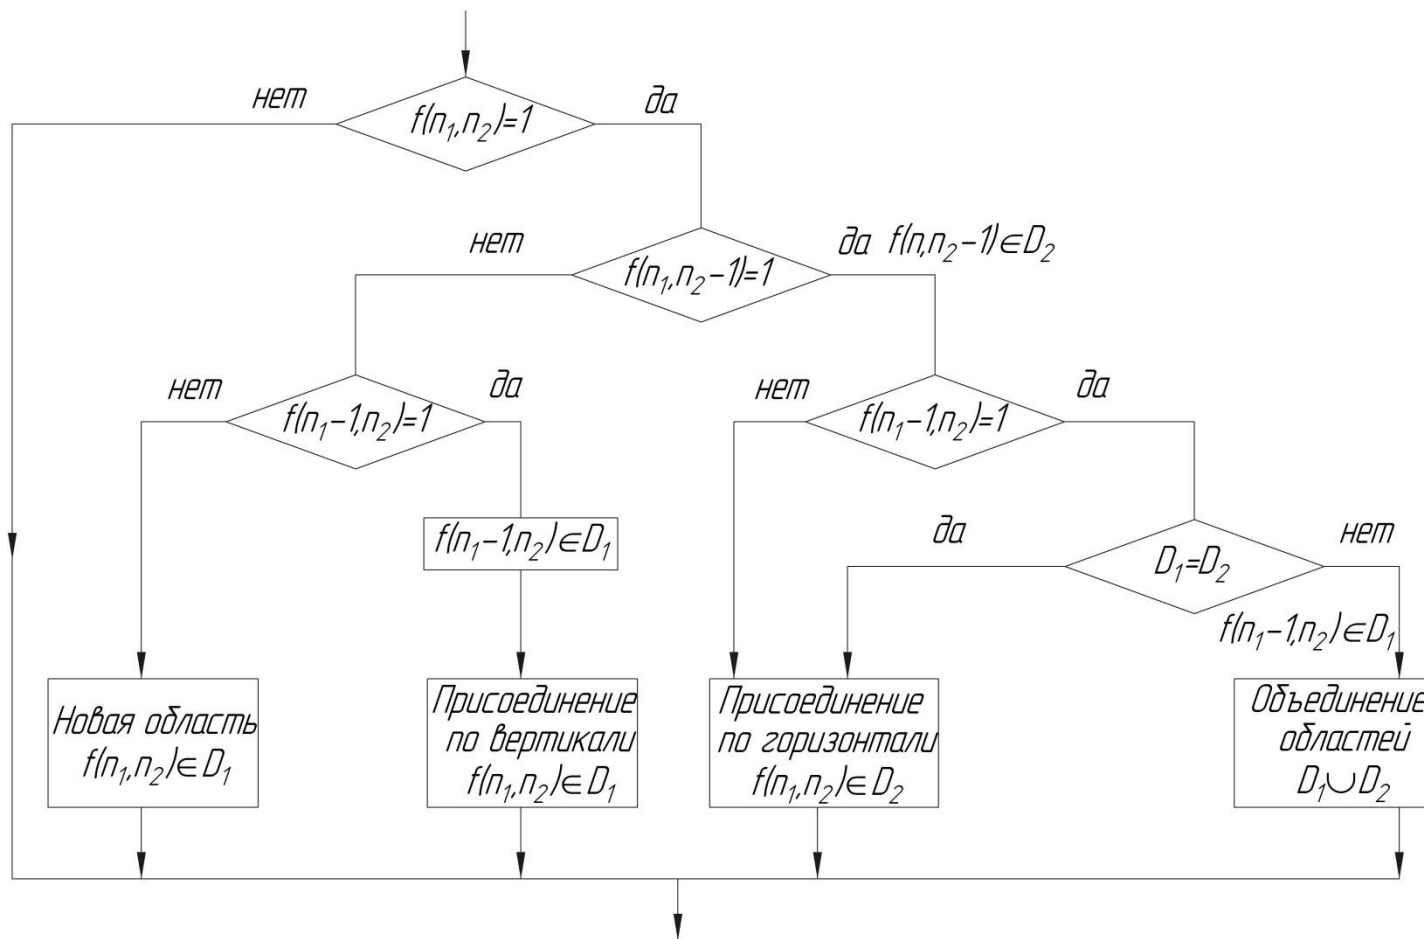 нет
да
f(n₁,n₂)=1
нет
да f(n,n₂−1)∈D₂
f(n₁,n₂−1)=1
нет
да
нет
да
f(n₁−1,n₂)=1
f(n₁−1,n₂)=1
f(n₁−1,n₂)∈D₁
да
нет
D₁=D₂
f(n₁−1,n₂)∈D₁
Новая область
f(n₁,n₂)∈D₁
Присоединение
по вертикали
f(n₁,n₂)∈D₁
Присоединение
по горизонтали
f(n₁,n₂)∈D₂
Объединение
областей
D₁∪D₂